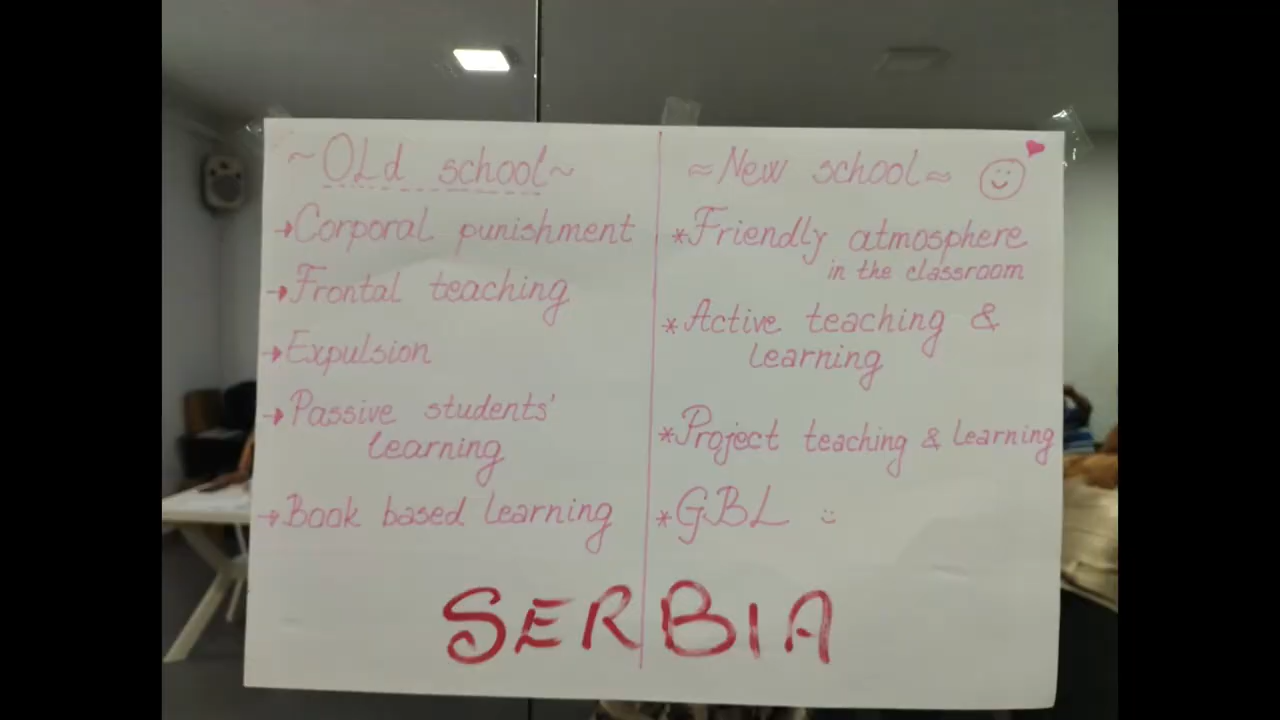 ~OLd school~
→Corporal punishment
→Frontal teaching
→Expulsion
→Passive students'
learning
→Book based learning
≈New school≈
*Friendly atmosphere
in the classroom
*Active teaching &
learning
*Project teaching & learning
*GBL
SERBIA